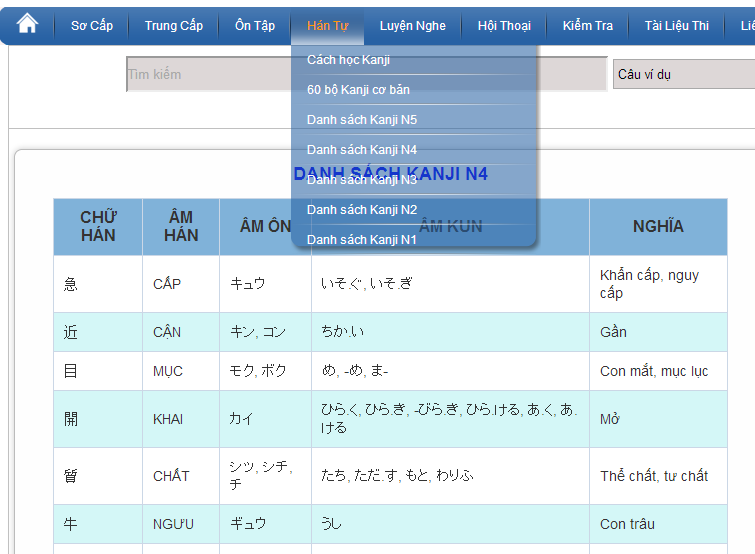 Sơ Cấp Trung Cấp Ôn Tập Hán Tự Luyện Nghe Hội Thoại Kiểm Tra Tài Liệu Thi
Cách học Kanji
60 bộ Kanji cơ bản
Danh sách Kanji N5
Danh sách Kanji N4
Danh sách Kanji N3
Danh sách Kanji N2
Danh sách Kanji N1
Tìm kiếm Câu ví dụ
DANH SÁCH KANJI N4
CHỮ HÁN ÂM HÁN ÂM ÔN ÂM KUN NGHĨA
急 CẤP キュウ いそ.ぐ, いそ.ぎ Khẩn cấp, nguy
cấp
近 CẬN キン, コン ちか.い Gần
目 MỤC モク, ボク め, -め, ま- Con mắt, mục lục
開 KHAI カイ ひら.く, ひら.き, -びら.き, ひら.ける, あ.く, あ.
ける Mở
質 CHẤT シツ, シチ,
チ たち, ただ.す, もと, わりふ Thể chất, tư chất
牛 NGƯU ギュウ うし Con trâu